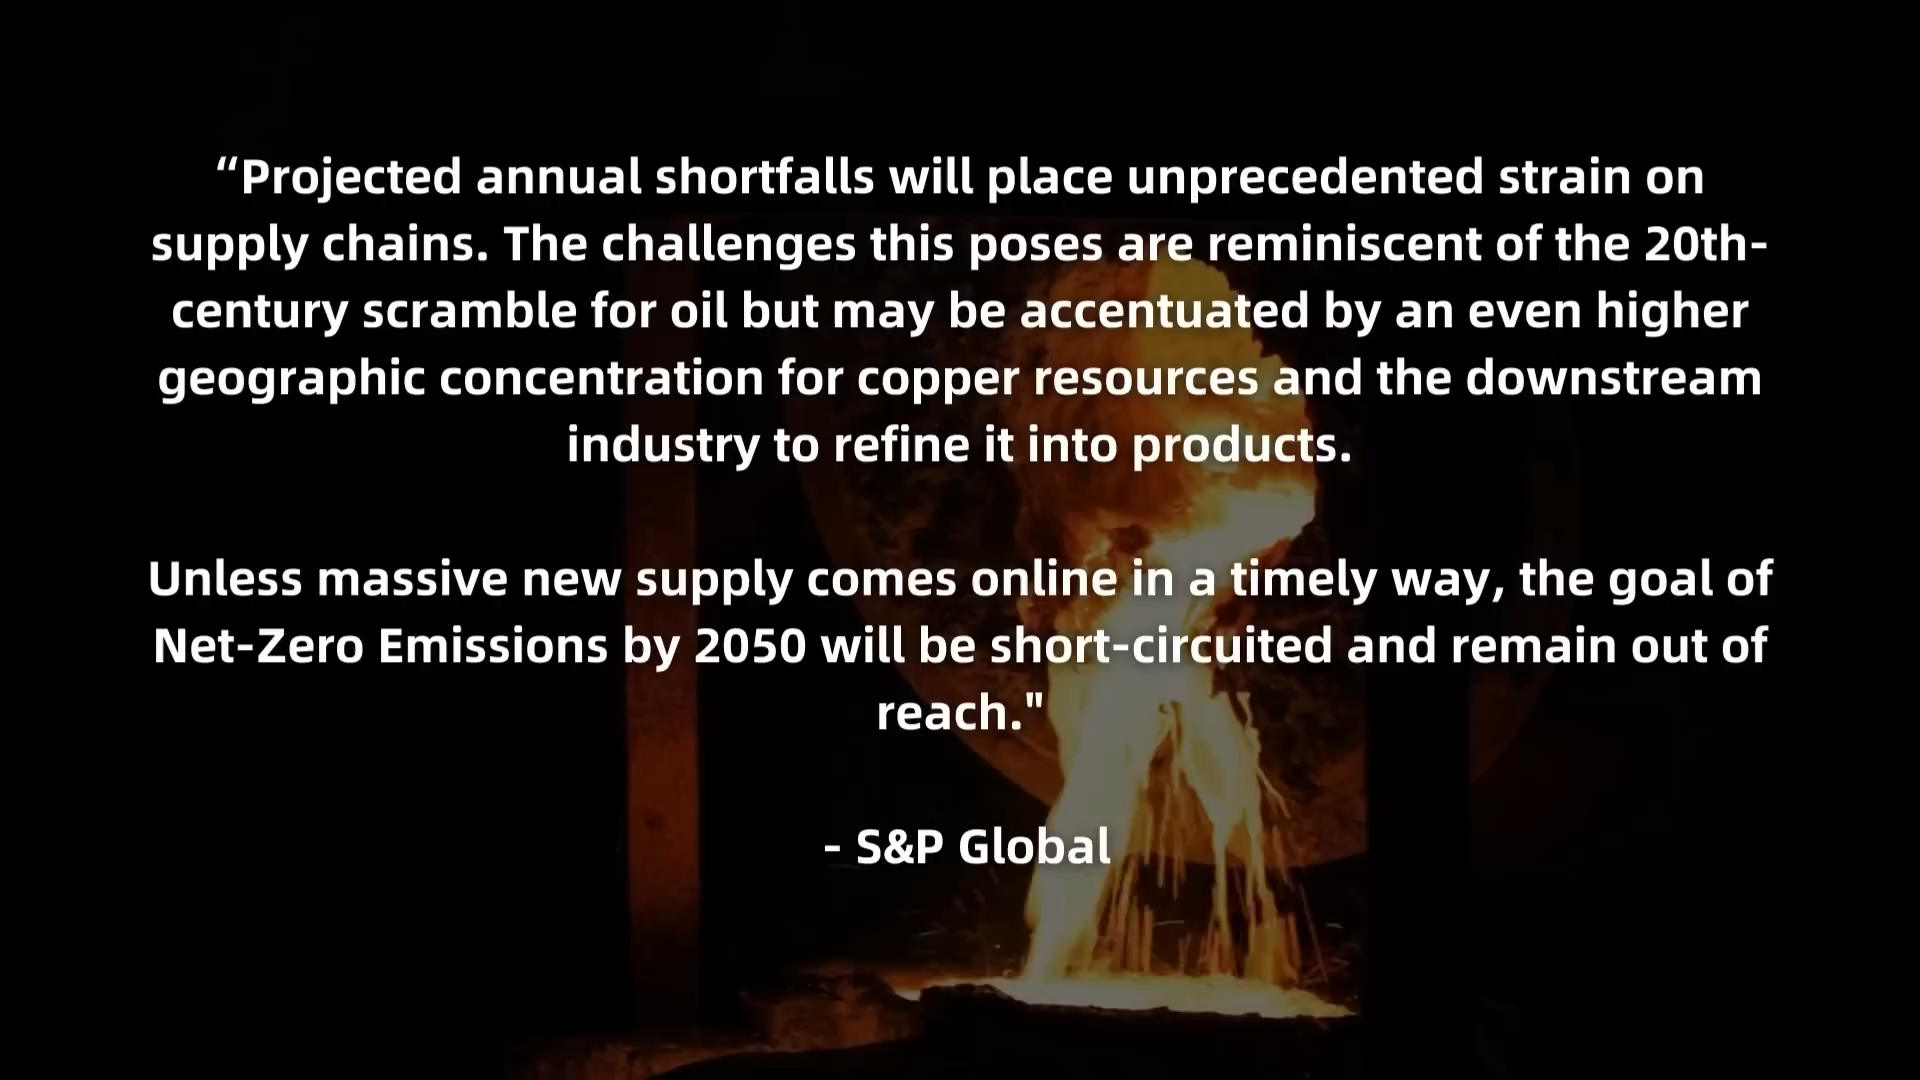 “Projected annual shortfalls will place unprecedented strain on
supply chains. The challenges this poses are reminiscent of the 20th-
century scramble for oil but may be accentuated by an even higher
geographic concentration for copper resources and the downstream
industry to refine it into products.
Unless massive new supply comes online in a timely way, the goal of
Net-Zero Emissions by 2050 will be short-circuited and remain out of
reach."
- S&P Global